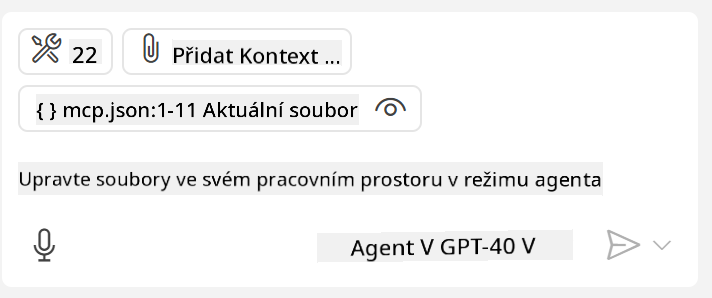 22 Přidat Kontext ...
{ } mcp.json:1-11 Aktuální soubor
Upravte soubory ve svém pracovním prostoru v režimu agenta
Agent V GPT-40 V